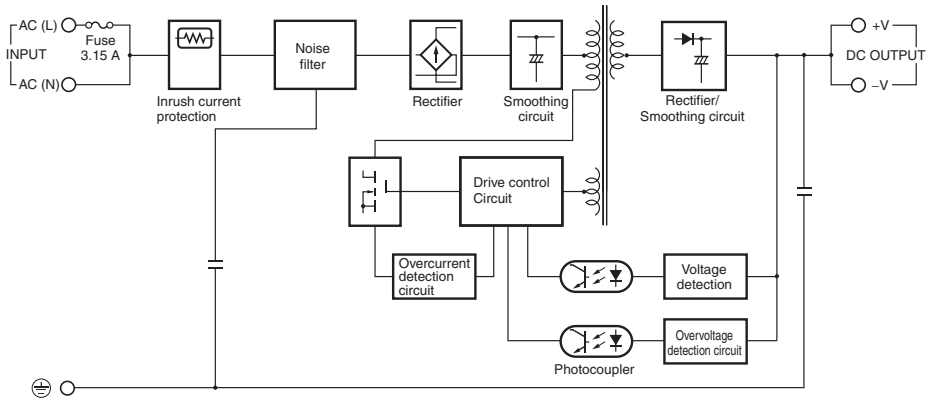 AC (L)
Fuse
3.15 A
INPUT
AC (N)
Inrush current
protection
Noise
filter
Rectifier
Smoothing
circuit
Rectifier/
Smoothing circuit
+V
DC OUTPUT
–V
Drive control
Circuit
Overcurrent
detection
circuit
Voltage
detection
Overvoltage
detection circuit
Photocoupler